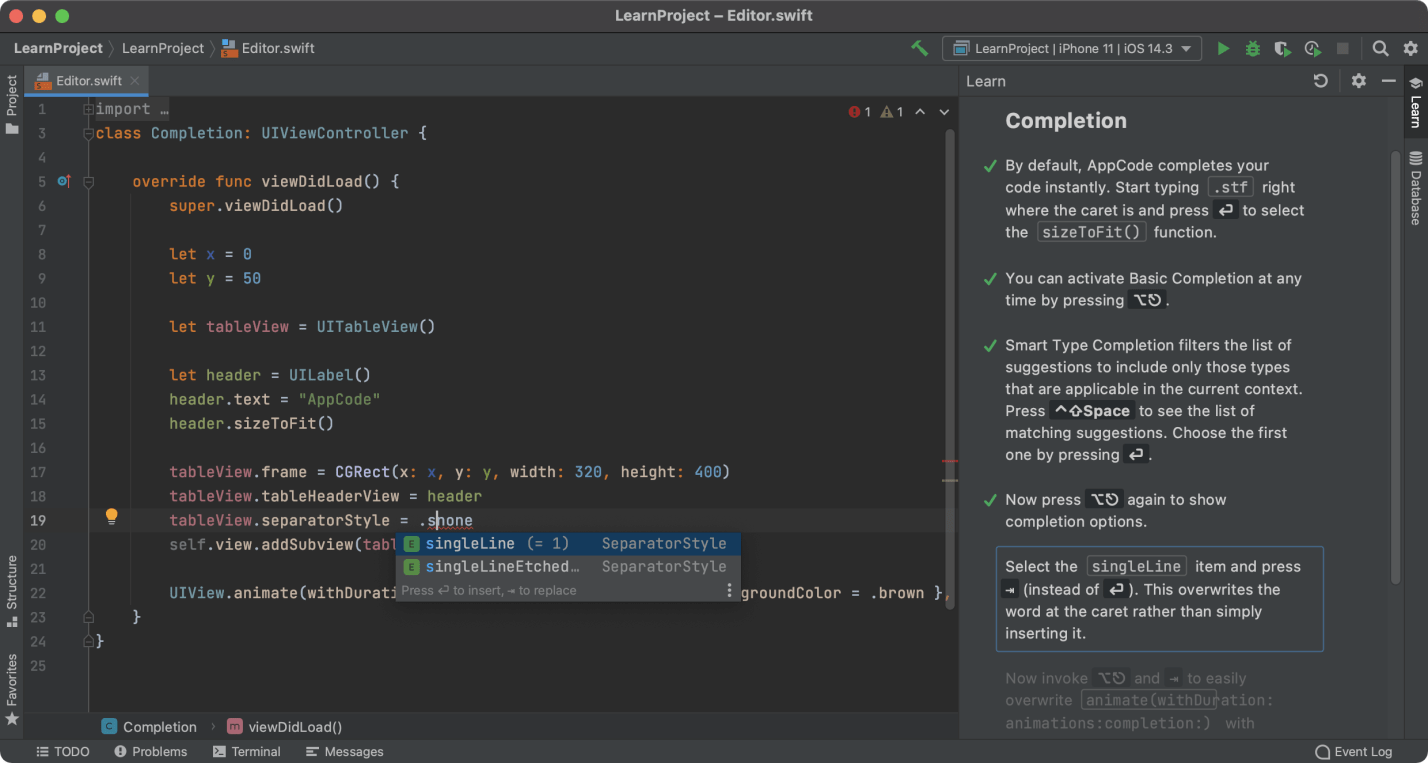 LearnProject – Editor.swift
LearnProject 〉 LearnProject 〉 Editor.swift
LearnProject | iPhone 11 | iOS 14.3
Project
Structure
Favorites
Editor.swift
1 import …
3 class Completion: UIViewController {
4
5 override func viewDidLoad() {
6 super.viewDidLoad()
7
8 let x = 0
9 let y = 50
10
11 let tableView = UITableView()
12
13 let header = UILabel()
14 header.text = "AppCode"
15 header.sizeToFit()
16
17 tableView.frame = CGRect(x: x, y: y, width: 320, height: 400)
18 tableView.tableHeaderView = header
19 tableView.separatorStyle = .snone
20 self.view.addSubview(tabl
21
22 UIView.animate(withDurati groundColor = .brown },
23 }
24 }
25
1 1
E singleLine (= 1) SeparatorStyle
E singleLineEtched… SeparatorStyle
Press ⏎ to insert, ⇥ to replace
C Completion 〉 m viewDidLoad()
Learn
Completion
By default, AppCode completes your
code instantly. Start typing .stf right
where the caret is and press ⏎ to select
the sizeToFit() function.
You can activate Basic Completion at any
time by pressing ⌥⎋.
Smart Type Completion filters the list of
suggestions to include only those types
that are applicable in the current context.
Press ^⇧Space to see the list of
matching suggestions. Choose the first
one by pressing ⏎.
Now press ⌥⎋ again to show
completion options.
Select the singleLine item and press
⇥ (instead of ⏎). This overwrites the
word at the caret rather than simply
inserting it.
Now invoke ⌥⎋ and ⇥ to easily
overwrite animate(withDuration:
animations:completion:) with
Learn
Database
TODO Problems Terminal Messages Event Log